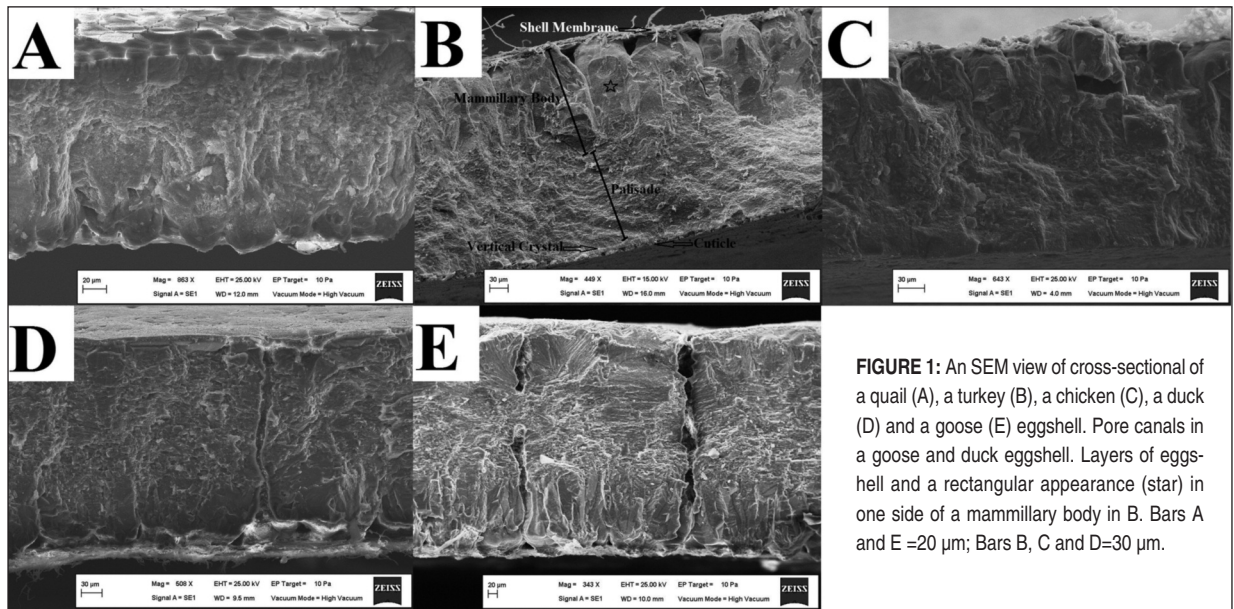 A
20 µm
Mag = 863 X
EHT = 25.00 kV
EP Target = 10 Pa
Signal A = SE1
WD = 12.0 mm
Vacuum Mode = High Vacuum
ZEISS
B
Shell Membrane
Mammillary Body
Palisade
Vertical Crystal
Cuticle
30 µm
Mag = 449 X
EHT = 15.00 kV
EP Target = 10 Pa
Signal A = SE1
WD = 16.0 mm
Vacuum Mode = High Vacuum
ZEISS
C
30 µm
Mag = 643 X
EHT = 25.00 kV
EP Target = 10 Pa
Signal A = SE1
WD = 4.0 mm
Vacuum Mode = High Vacuum
ZEISS
D
30 µm
Mag = 508 X
EHT = 25.00 kV
EP Target = 10 Pa
Signal A = SE1
WD = 9.5 mm
Vacuum Mode = High Vacuum
ZEISS
E
20 µm
Mag = 343 X
EHT = 25.00 kV
EP Target = 10 Pa
Signal A = SE1
WD = 10.0 mm
Vacuum Mode = High Vacuum
ZEISS
FIGURE 1: An SEM view of cross-sectional of
a quail (A), a turkey (B), a chicken (C), a duck
(D) and a goose (E) eggshell. Pore canals in
a goose and duck eggshell. Layers of eggs-
hell and a rectangular appearance (star) in
one side of a mammillary body in B. Bars A
and E =20 µm; Bars B, C and D=30 µm.